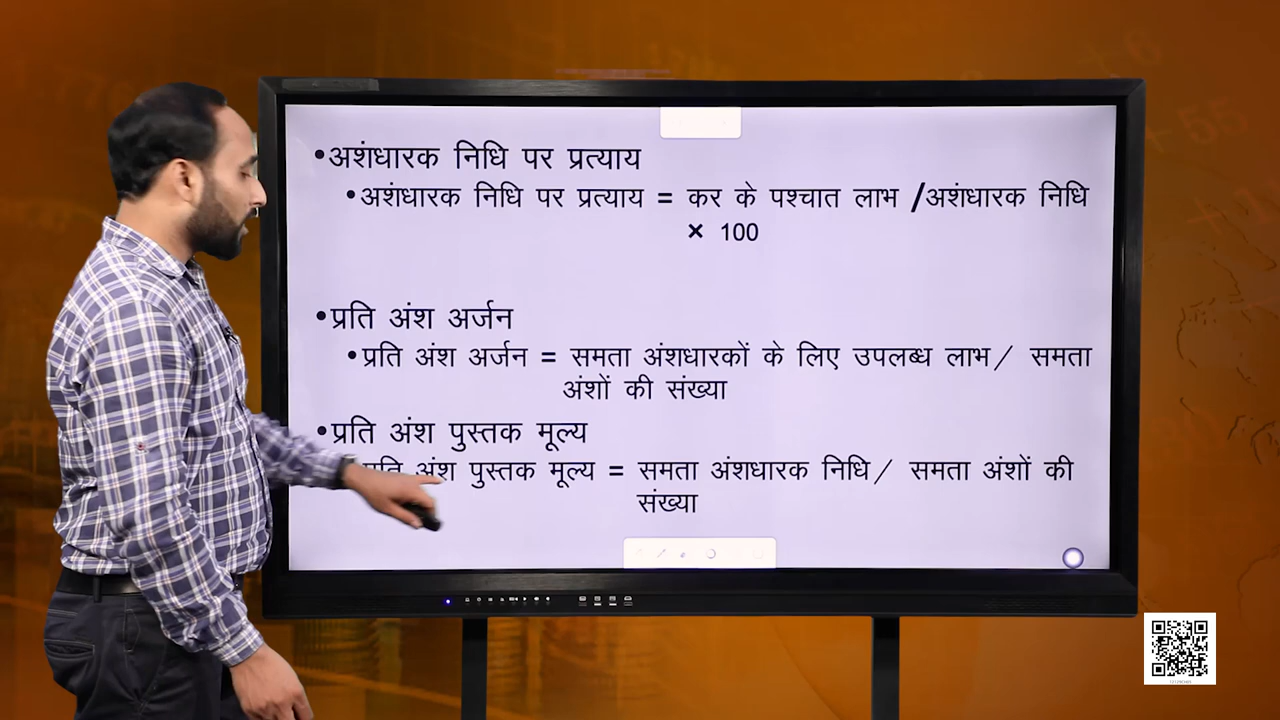 •अशंधारक निधि पर प्रत्याय
•अशंधारक निधि पर प्रत्याय = कर के पश्चात लाभ /अशंधारक निधि
× 100
•प्रति अंश अर्जन
•प्रति अंश अर्जन = समता अंशधारकों के लिए उपलब्ध लाभ/ समता
अंशों की संख्या
•प्रति अंश पुस्तक मूल्य
प्रति अंश पुस्तक मूल्य = समता अंशधारक निधि/ समता अंशों की
संख्या